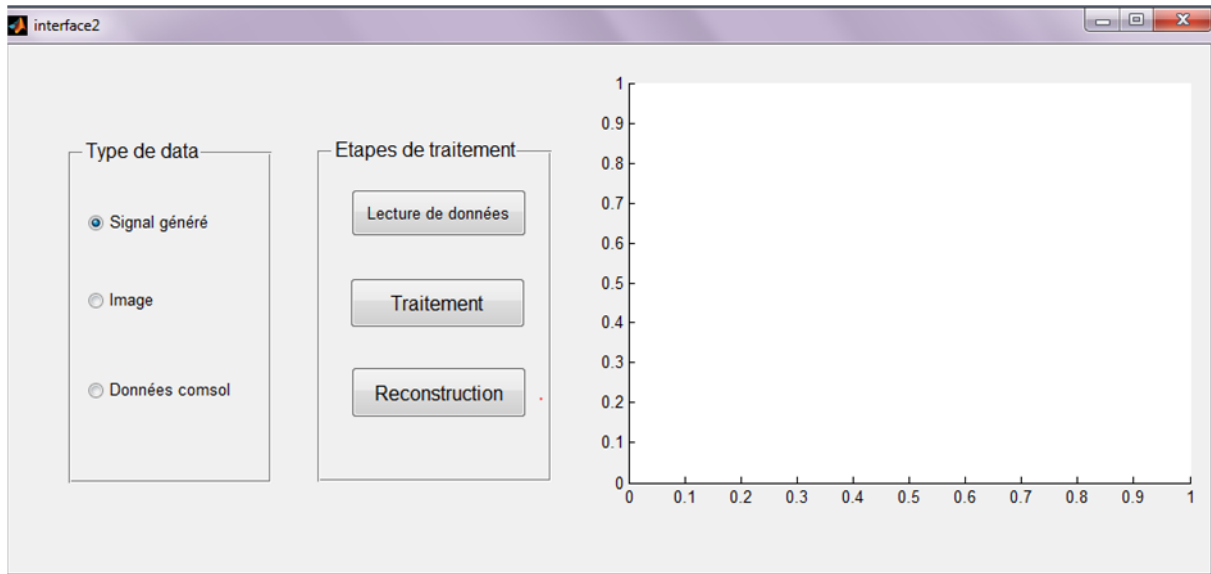 interface2
Type de data
Signal généré
Image
Données comsol
Etapes de traitement
Lecture de données
Traitement
Reconstruction
1
0.9
0.8
0.7
0.6
0.5
0.4
0.3
0.2
0.1
0
0 0.1 0.2 0.3 0.4 0.5 0.6 0.7 0.8 0.9 1